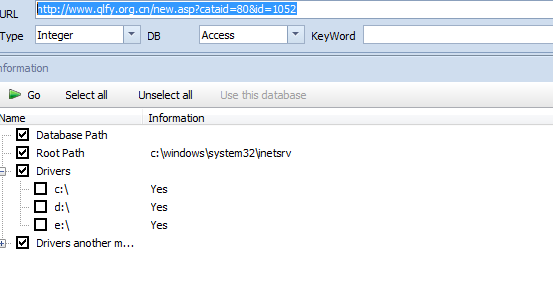 URL http://www.qlfy.org.cn/new.asp?cataid=80&id=1052
Type Integer DB Access KeyWord
nformation
Go Select all Unselect all Use this database
Name Information
Database Path
Root Path c:\windows\system32\inetsrv
Drivers
c:\ Yes
d:\ Yes
e:\ Yes
Drivers another m...